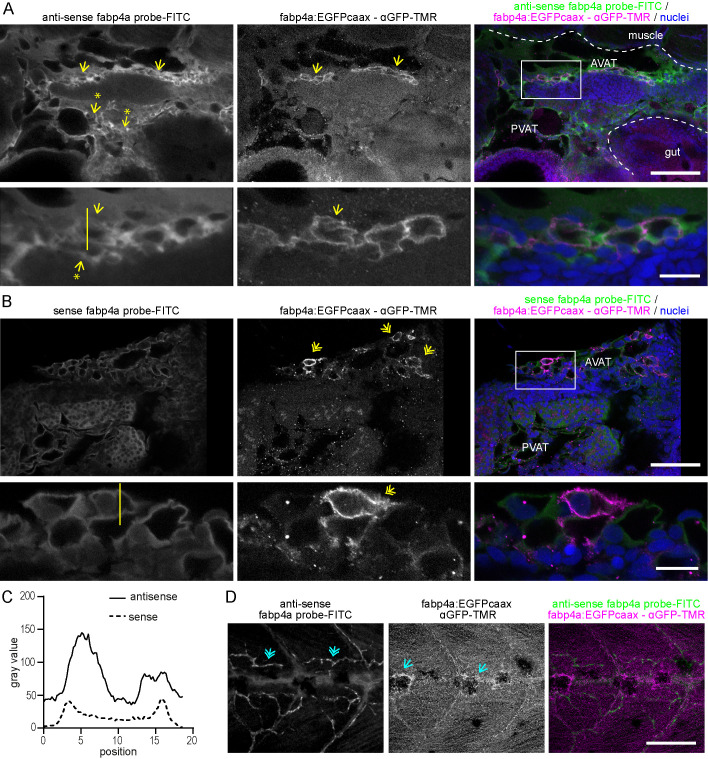 A
anti-sense fabp4a probe-FITC
fabp4a:EGFPcaax - αGFP-TMR
anti-sense fabp4a probe-FITC /
fabp4a:EGFPcaax - αGFP-TMR / nuclei
muscle
AVAT
PVAT
gut
*
*
*
B
sense fabp4a probe-FITC
fabp4a:EGFPcaax - αGFP-TMR
sense fabp4a probe-FITC /
fabp4a:EGFPcaax - αGFP-TMR / nuclei
AVAT
PVAT
C
200
150
100
50
0
gray value
antisense
sense
0
5
10
15
20
position
D
anti-sense
fabp4a probe-FITC
fabp4a:EGFPcaax
αGFP-TMR
anti-sense fabp4a probe-FITC /
fabp4a:EGFPcaax - αGFP-TMR